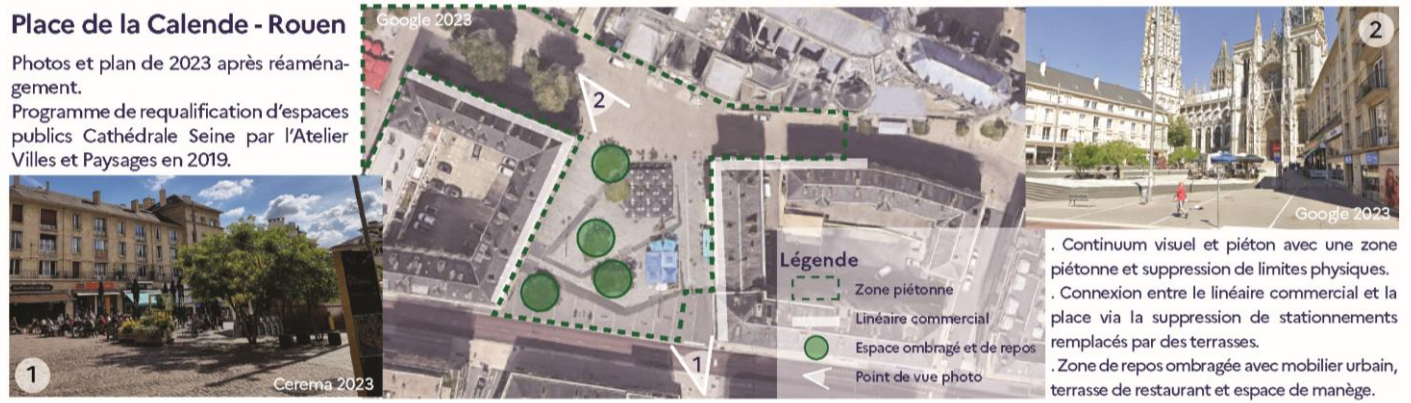 Place de la Calende - Rouen
Photos et plan de 2023 après réaména-
gement.
Programme de requalification d'espaces
publics Cathédrale Seine par l'Atelier
Villes et Paysages en 2019.
1
Cerema 2023
Google 2023
2
1
Légende
Zone piétonne
Linéaire commercial
Espace ombragé et de repos
Point de vue photo
2
Google 2023
. Continuum visuel et piéton avec une zone
piétonne et suppression de limites physiques.
. Connexion entre le linéaire commercial et la
place via la suppression de stationnements
remplacés par des terrasses.
. Zone de repos ombragée avec mobilier urbain,
terrasse de restaurant et espace de manège.